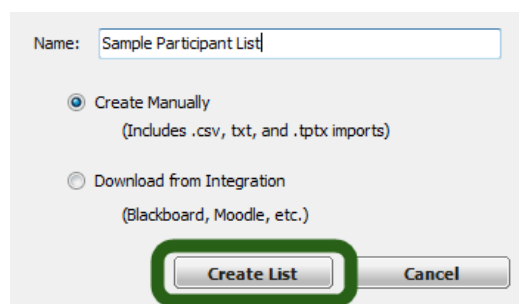 Name: Sample Participant List
Create Manually
(Includes .csv, txt, and .tptx imports)
Download from Integration
(Blackboard, Moodle, etc.)
Create List Cancel